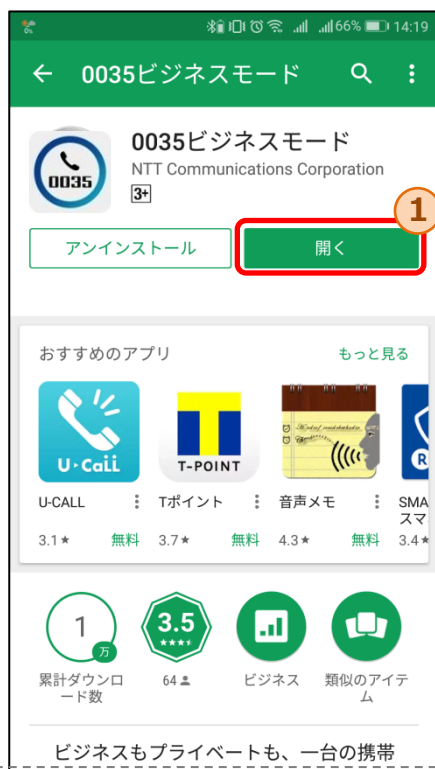 0%
66% 14:19
0035ビジネスモード
0035
0035ビジネスモード
NTT Communications Corporation
3+
1
アンインストール
開く
おすすめのアプリ
もっと見る
U・CaLL
T-POINT
R
U-CALL
Tポイント
音声メモ
SMA
スマ
3.1★ 無料
3.7★ 無料
4.3★ 無料
3.4★
1
万
3.5
累計ダウンロ
ード数
64
ビジネス
類似のアイテ
ム
ビジネスもプライベートも、一台の携帯